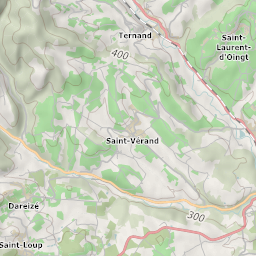 Ternand
Saint-
Laurent-
d'Oingt
400
Saint-Vérand
Dareizé
300
Saint-Loup